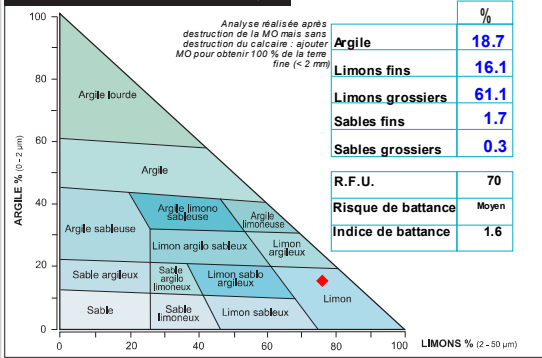 Analyse réalisée après
destruction de la MO mais sans
destruction du calcaire : ajouter
MO pour obtenir 100 % de la terre
fine (< 2 mm)
%
Argile 18.7
Limons fins 16.1
Limons grossiers 61.1
Sables fins 1.7
Sables grossiers 0.3
R.F.U. 70
Risque de battance Moyen
Indice de battance 1.6
ARGILE % (0 - 2 µm)
100
80
60
40
20
0
Argile lourde
Argile
Argile sableuse
Argile limono
sableuse
Argile
limoneuse
Limon argilo sableux
Limon
argileux
Sable argileux
Sable
argilo
limoneux
Limon sablo
argileux
Limon
Sable
Sable
limoneux
Limon sableux
0 20 40 60 80 100
LIMONS % (2 - 50 µm)